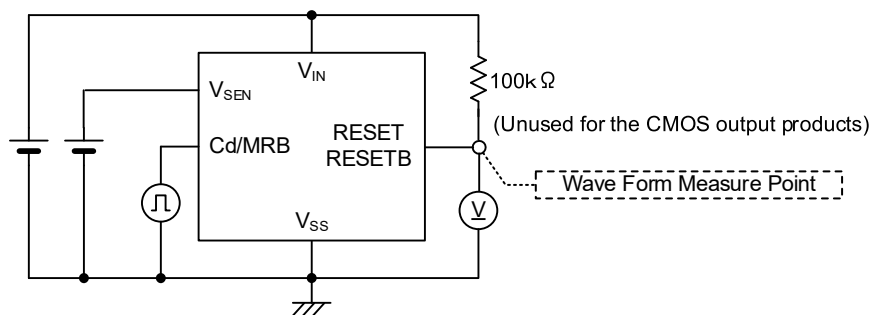 V_IN
V_SEN
100kΩ
(Unused for the CMOS output products)
Cd/MRB
RESET
RESETB
Wave Form Measure Point
V
V_SS